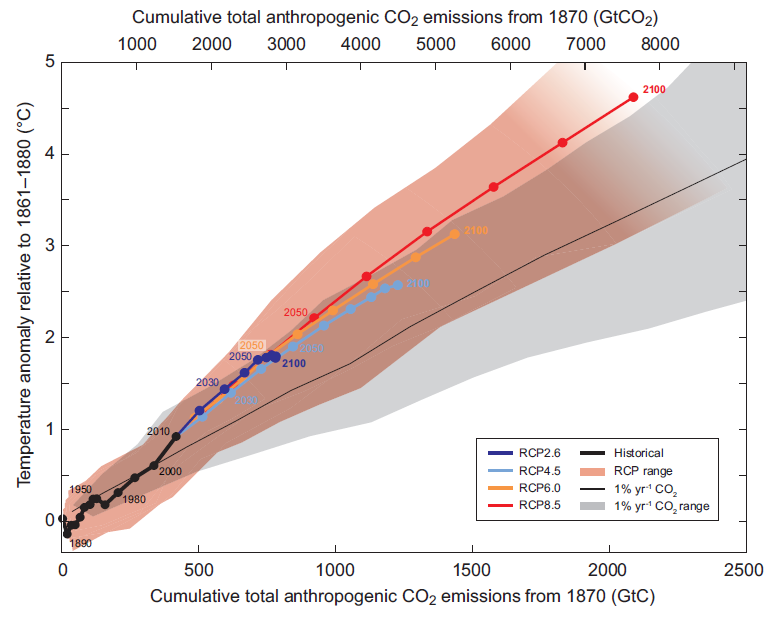 Cumulative total anthropogenic CO2 emissions from 1870 (GtCO2)
1000 2000 3000 4000 5000 6000 7000 8000
Temperature anomaly relative to 1861–1880 (°C)
5
4
3
2
1
0
2100
2100
2100
2050
2050
2050
2050
2100
2030
2030
2010
2000
1950
1980
1890
RCP2.6
RCP4.5
RCP6.0
RCP8.5
Historical
RCP range
1% yr-1 CO2
1% yr-1 CO2 range
0 500 1000 1500 2000 2500
Cumulative total anthropogenic CO2 emissions from 1870 (GtC)